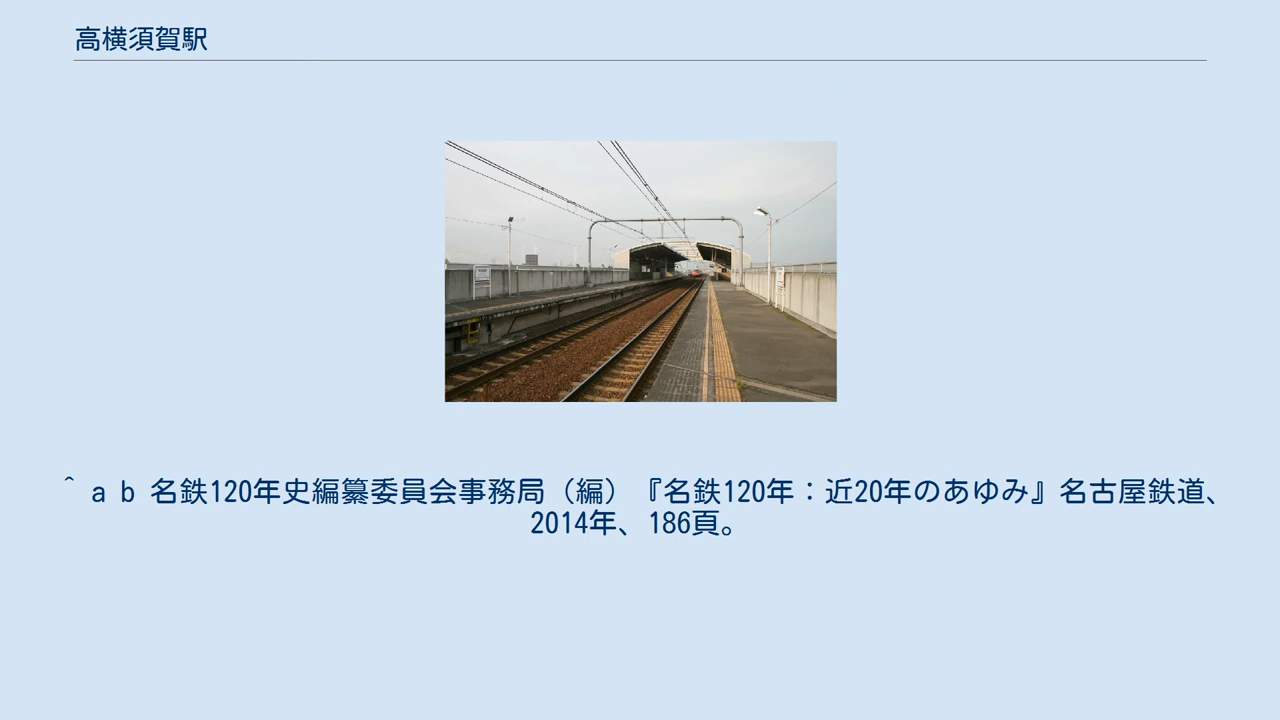 高横須賀駅
^ a b 名鉄120年史編纂委員会事務局（編）『名鉄120年：近20年のあゆみ』名古屋鉄道、
2014年、186頁。